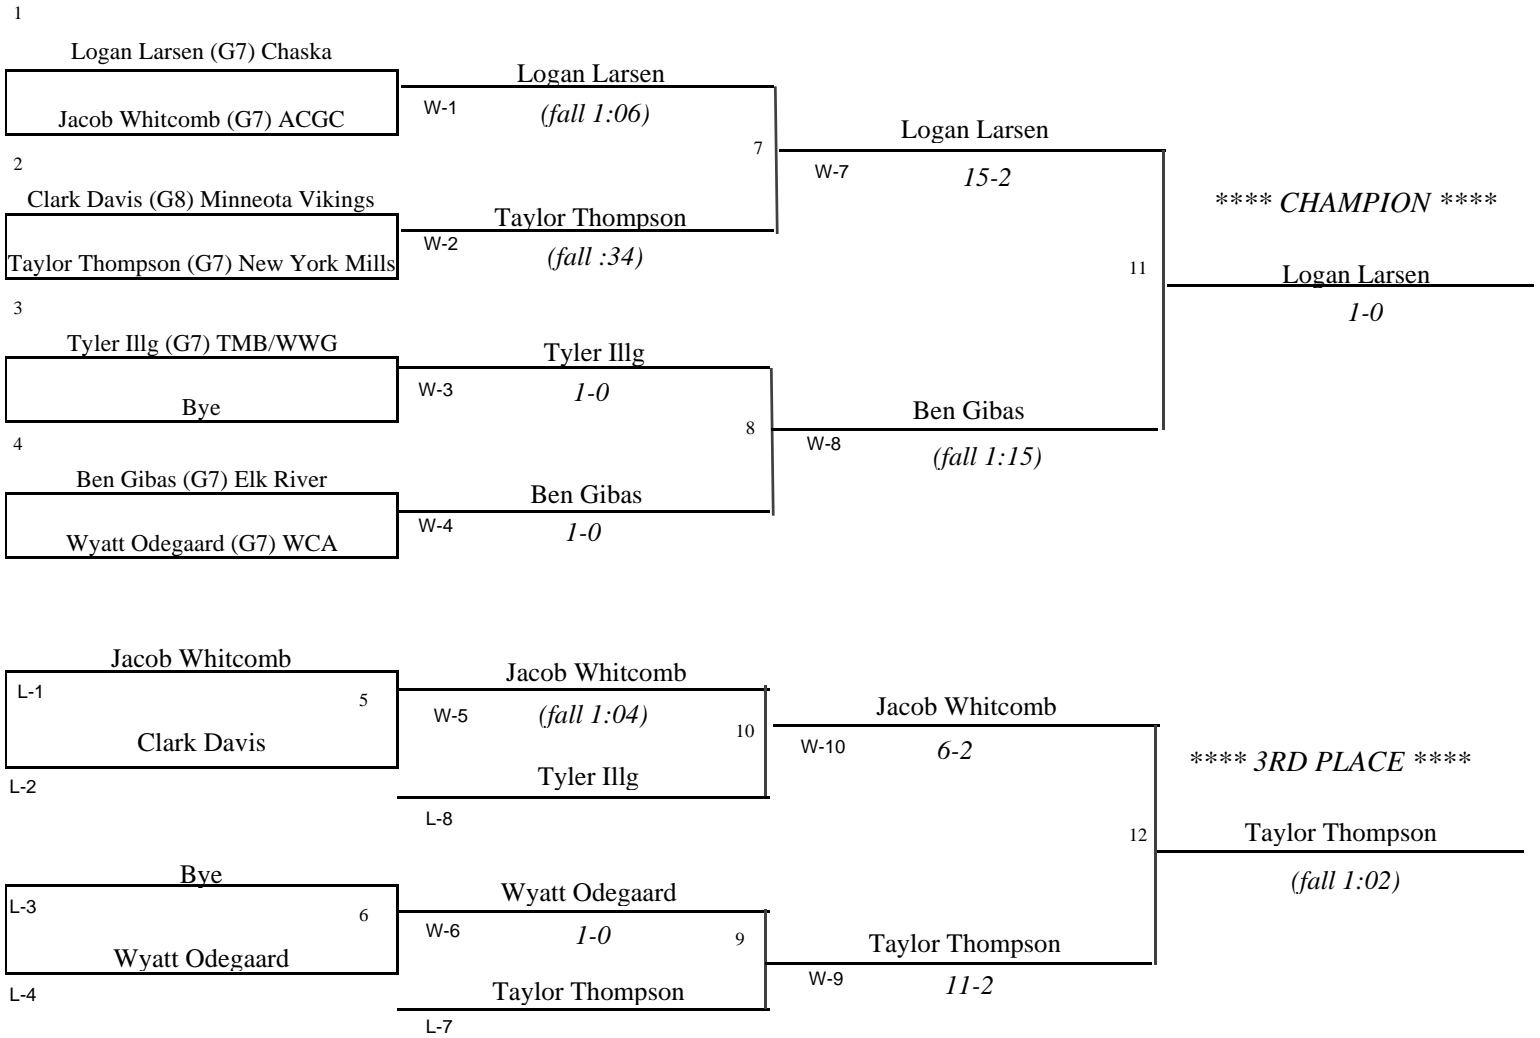 1
Logan Larsen (G7) Chaska
Logan Larsen
W-1
(fall 1:06)
Jacob Whitcomb (G7) ACGC
Logan Larsen
7
W-7
15-2
2
Clark Davis (G8) Minneota Vikings
Taylor Thompson
W-2
(fall :34)
Taylor Thompson (G7) New York Mills
**** CHAMPION ****
11
Logan Larsen
1-0
3
Tyler Illg (G7) TMB/WWG
Tyler Illg
W-3
1-0
Bye
Ben Gibas
8
W-8
(fall 1:15)
4
Ben Gibas (G7) Elk River
Ben Gibas
W-4
1-0
Wyatt Odegaard (G7) WCA
Jacob Whitcomb
L-1
5
Jacob Whitcomb
W-5
(fall 1:04)
Clark Davis
L-2
10
Jacob Whitcomb
W-10
6-2
Tyler Illg
L-8
**** 3RD PLACE ****
12
Taylor Thompson
(fall 1:02)
Bye
L-3
6
Wyatt Odegaard
W-6
1-0
Wyatt Odegaard
L-4
9
Taylor Thompson
W-9
11-2
Taylor Thompson
L-7